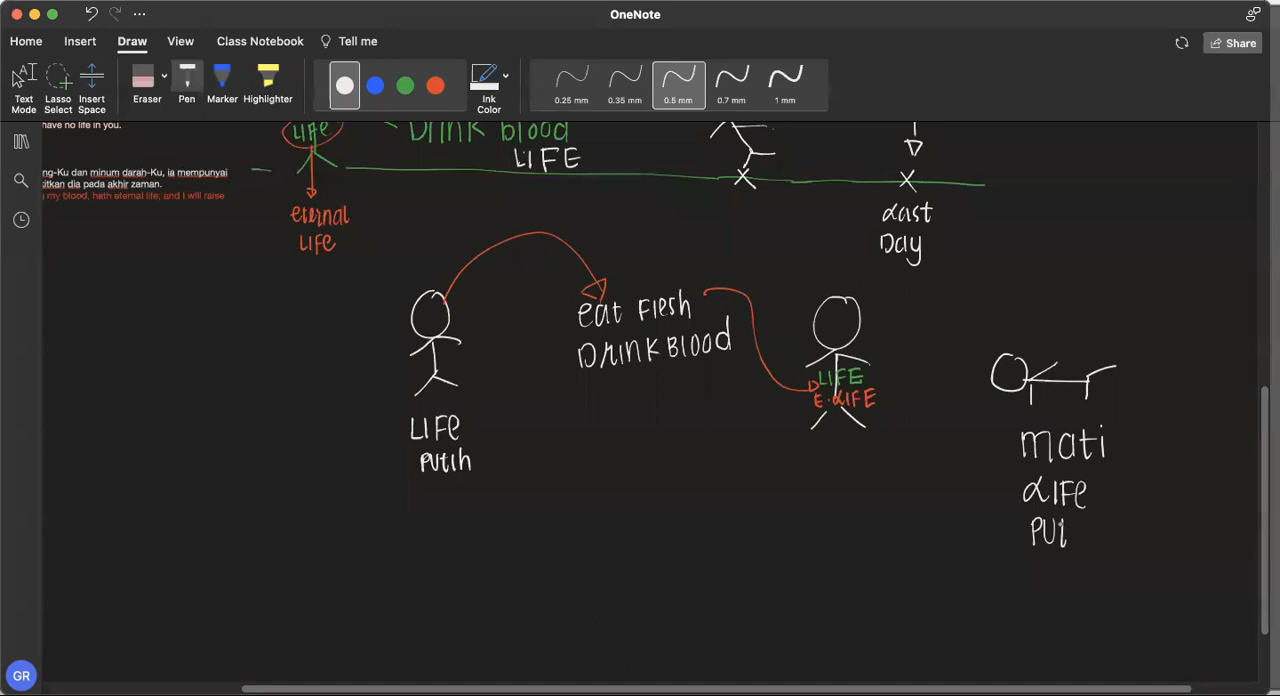 OneNote
Home Insert Draw View Class Notebook Tell me
Share
Text Mode
Lasso Select
Insert Space
Eraser
Pen
Marker
Highlighter
Ink Color
0.25 mm
0.35 mm
0.5 mm
0.7 mm
1 mm
have no life in you.
ng-Ku dan minum darah-Ku, ia mempunyai
itkan dia pada akhir zaman.
my blood, hath eternal life; and I will raise
LIFe
Drink Blood
LIFE
eternal
LIFe
Last
Day
eat Flesh
Drink Blood
LIFe
Putih
LIFE
E. LIFE
mati
LIFe
PUt
GR